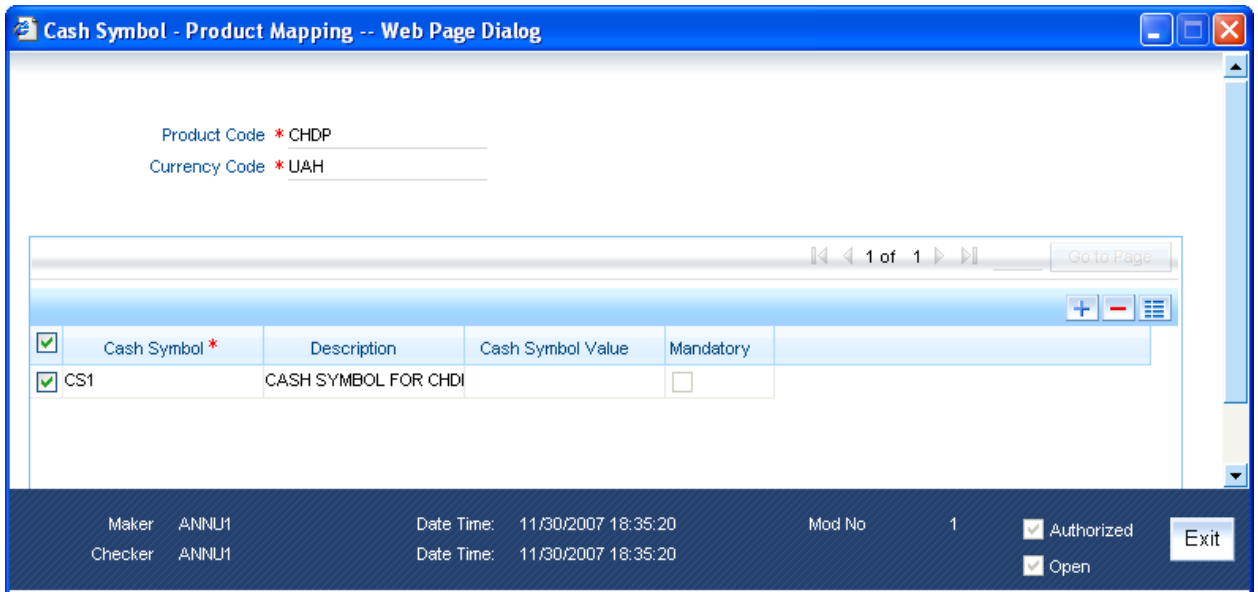 Cash Symbol - Product Mapping -- Web Page Dialog
Product Code * CHDP
Currency Code * UAH
1 of 1 Go to Page
Cash Symbol * Description Cash Symbol Value Mandatory
CS1 CASH SYMBOL FOR CHDI
Maker ANNU1 Date Time: 11/30/2007 18:35:20 Mod No 1 Authorized
Checker ANNU1 Date Time: 11/30/2007 18:35:20 Open
Exit